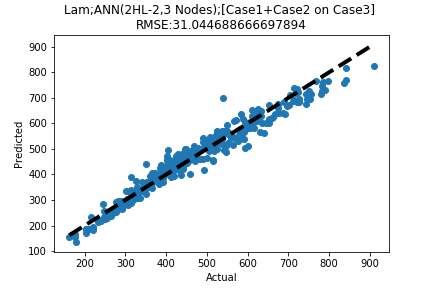 Lam;ANN(2HL-2,3 Nodes);[Case1+Case2 on Case3]
RMSE:31.044688666697894
900
800
700
600
500
400
300
200
100
Predicted
200 300 400 500 600 700 800 900
Actual